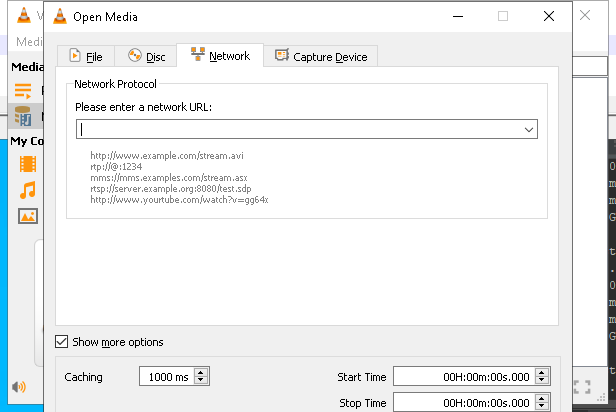 Open Media
V
Medi
File
Disc
Network
Capture Device
Media
My Co
Network Protocol
Please enter a network URL:
http://www.example.com/stream.avi
rtp://@:1234
mms://mms.examples.com/stream.asx
rtsp://server.example.org:8080/test.sdp
http://www.yourtube.com/watch?v=gg64x
Show more options
Caching
1000 ms
Start Time
00H:00m:00s.000
Stop Time
00H:00m:00s.000